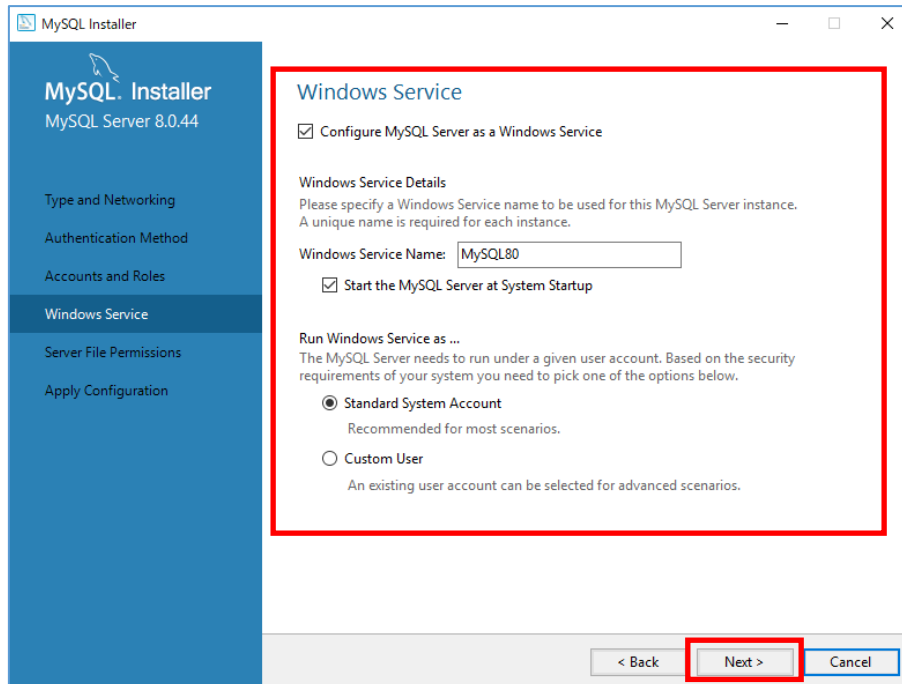 MySQL Installer
MySQL. Installer
MySQL Server 8.0.44
Type and Networking
Authentication Method
Accounts and Roles
Windows Service
Server File Permissions
Apply Configuration
Windows Service
Configure MySQL Server as a Windows Service
Windows Service Details
Please specify a Windows Service name to be used for this MySQL Server instance.
A unique name is required for each instance.
Windows Service Name: MySQL80
Start the MySQL Server at System Startup
Run Windows Service as ...
The MySQL Server needs to run under a given user account. Based on the security
requirements of your system you need to pick one of the options below.
Standard System Account
Recommended for most scenarios.
Custom User
An existing user account can be selected for advanced scenarios.
< Back Next > Cancel